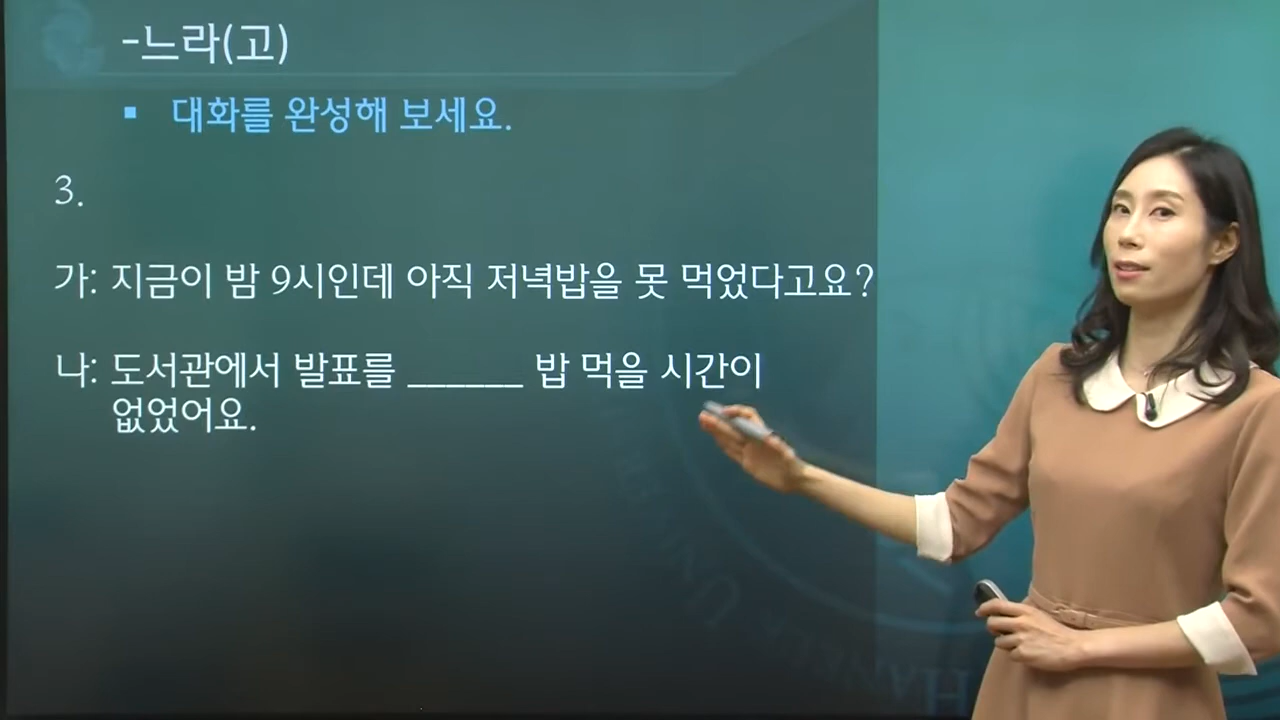 -느라(고)
▪ 대화를 완성해 보세요.
3.
가: 지금이 밤 9시인데 아직 저녁밥을 못 먹었다고요?
나: 도서관에서 발표를 ______ 밥 먹을 시간이
없었어요.